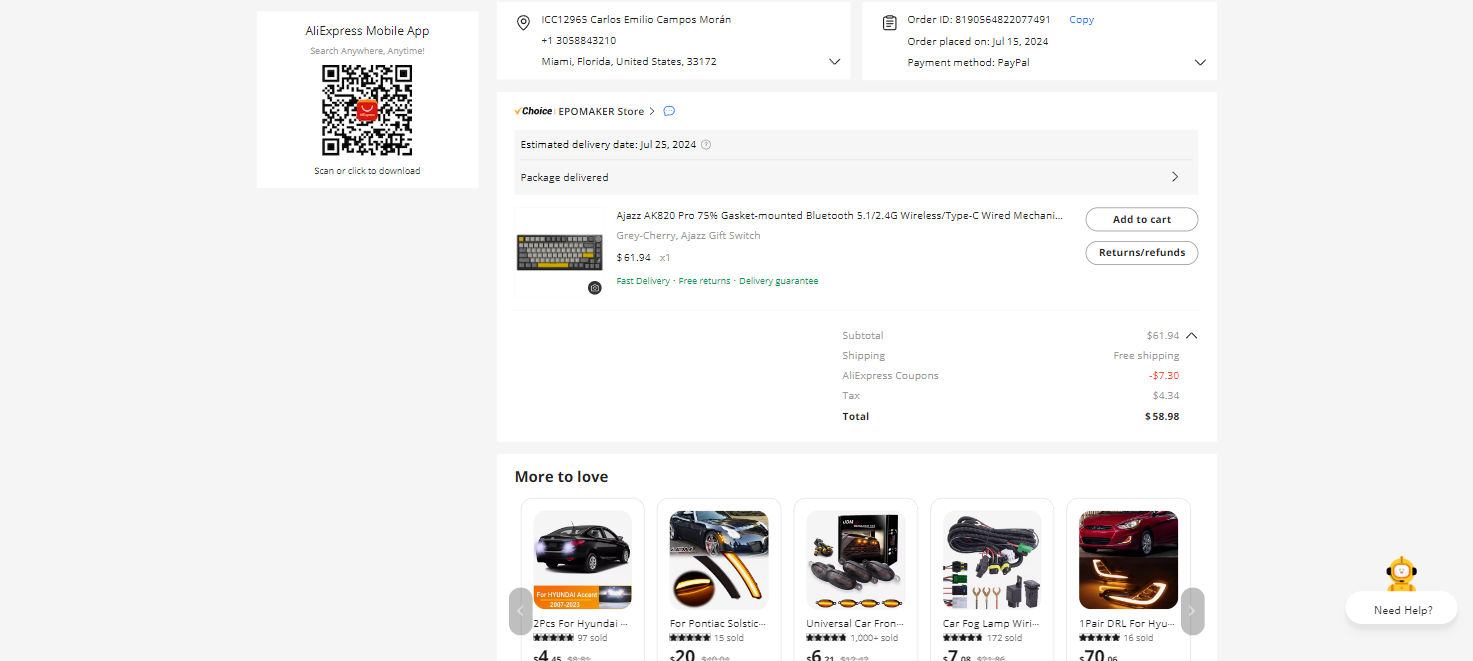 AliExpress Mobile App
Search Anywhere, Anytime!
Scan or click to download
ICC12965 Carlos Emilio Campos Morán
+1 3058843210
Miami, Florida, United States, 33172
Order ID: 8190564822077491 Copy
Order placed on: Jul 15, 2024
Payment method: PayPal
Choice EPOMAKER Store
Estimated delivery date: Jul 25, 2024
Package delivered
Ajazz AK820 Pro 75% Gasket-mounted Bluetooth 5.1/2.4G Wireless/Type-C Wired Mechani...
Grey-Cherry, Ajazz Gift Switch
$61.94 x1
Fast Delivery · Free returns · Delivery guarantee
Add to cart
Returns/refunds
Subtotal $61.94
Shipping Free shipping
AliExpress Coupons -$7.30
Tax $4.34
Total $58.98
More to love
For HYUNDAI Accent
2007-2023
2Pcs For Hyundai ...
97 sold
$4.45 $8.81
For Pontiac Solstic...
15 sold
$20 $40.04
JDM
Universal Car Fron...
1,000+ sold
$6.21 $12.42
Car Fog Lamp Wiri...
172 sold
$7.08 $21.86
1Pair DRL For Hyu...
16 sold
$70.06
Need Help?